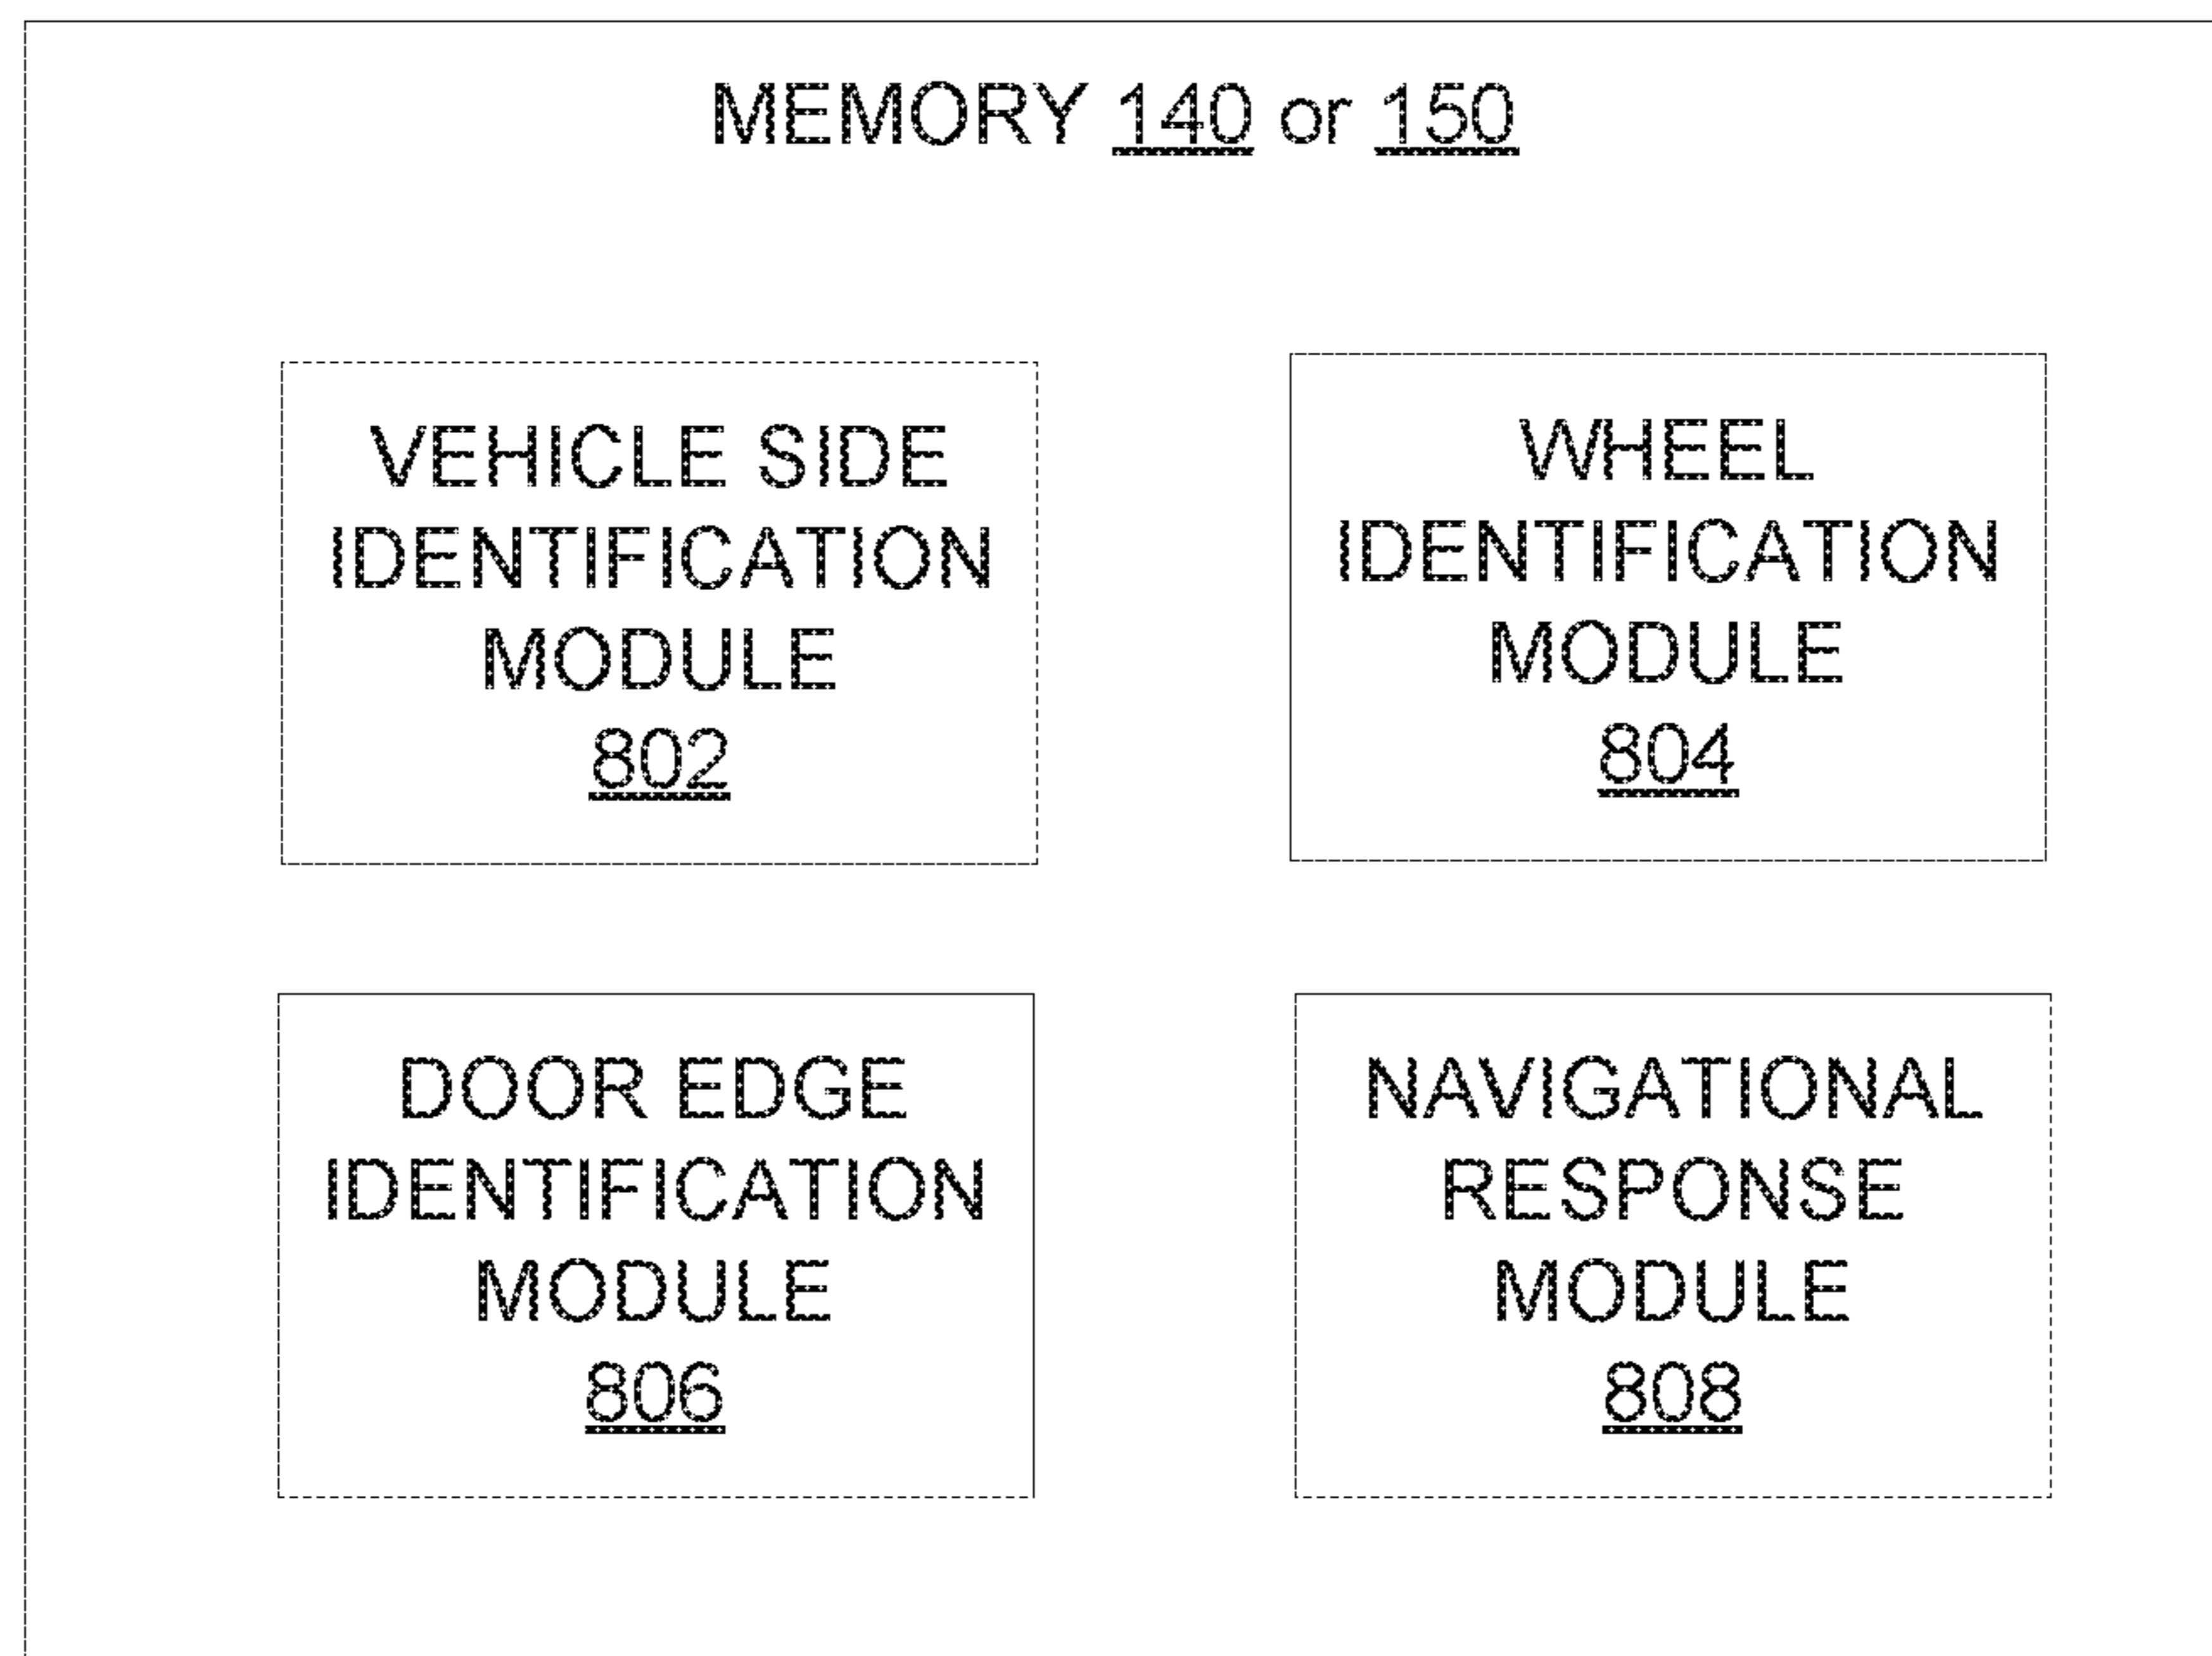 MEMORY 140 or 150
VEHICLE SIDE
IDENTIFICATION
MODULE
802
WHEEL
IDENTIFICATION
MODULE
804
DOOR EDGE
IDENTIFICATION
MODULE
806
NAVIGATIONAL
RESPONSE
MODULE
808